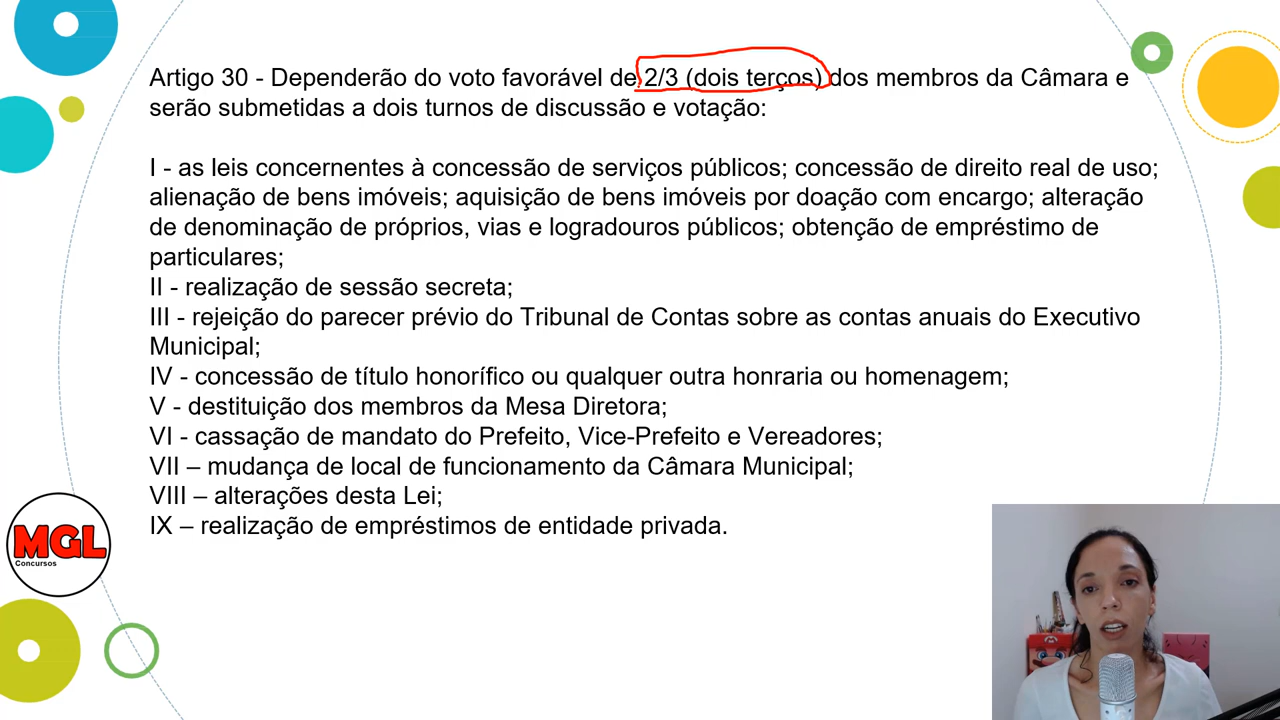 Artigo 30 - Dependerão do voto favorável de 2/3 (dois terços) dos membros da Câmara e
serão submetidas a dois turnos de discussão e votação:
I - as leis concernentes à concessão de serviços públicos; concessão de direito real de uso;
alienação de bens imóveis; aquisição de bens imóveis por doação com encargo; alteração
de denominação de próprios, vias e logradouros públicos; obtenção de empréstimo de
particulares;
II - realização de sessão secreta;
III - rejeição do parecer prévio do Tribunal de Contas sobre as contas anuais do Executivo
Municipal;
IV - concessão de título honorífico ou qualquer outra honraria ou homenagem;
V - destituição dos membros da Mesa Diretora;
VI - cassação de mandato do Prefeito, Vice-Prefeito e Vereadores;
VII – mudança de local de funcionamento da Câmara Municipal;
VIII – alterações desta Lei;
IX – realização de empréstimos de entidade privada.
MGL
Concursos